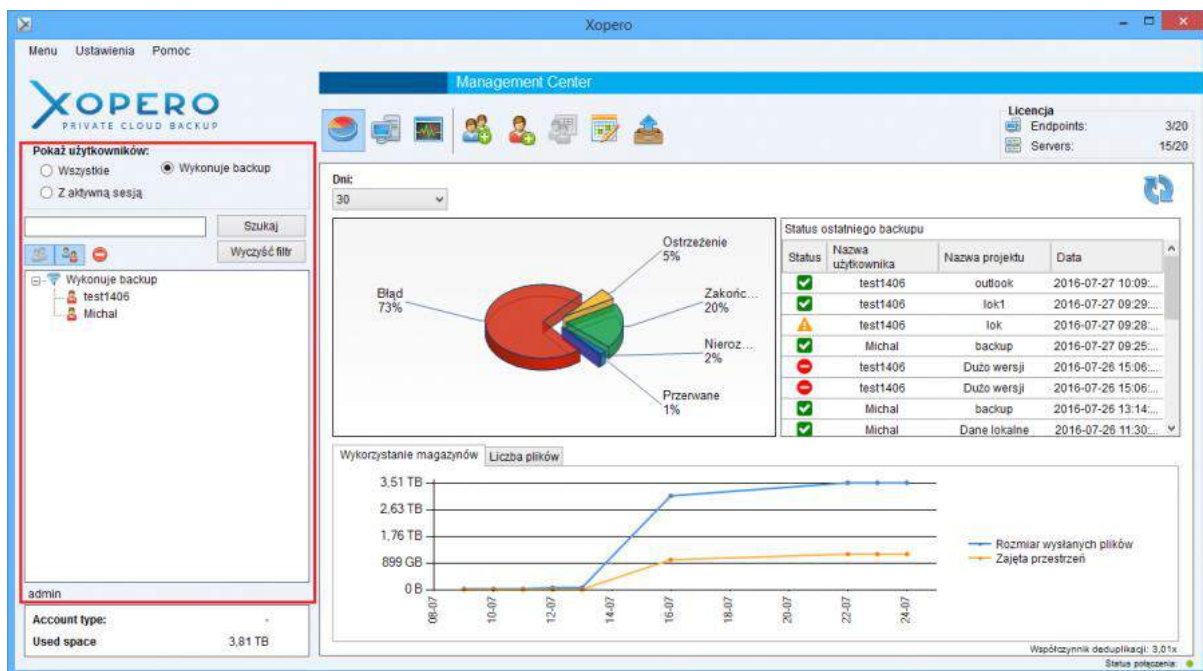 Xopero
Menu Ustawienia Pomoc
XOPERO
PRIVATE CLOUD BACKUP
Pokaż użytkowników:
Wszystkie Wykonuje backup
Z aktywną sesją
Szukaj
Wyczyść filtr
Wykonuje backup
test1406
Michal
admin
Account type: -
Used space 3,81 TB
Management Center
Licencja
Endpoints: 3/20
Servers: 15/20
Dni:
30
Ostrzeżenie
5%
Błąd
73%
Zakońc...
20%
Nieroz...
2%
Przerwane
1%
Status ostatniego backupu
Status Nazwa użytkownika Nazwa projektu Data
test1406 outlook 2016-07-27 10:09:...
test1406 lok1 2016-07-27 09:29:...
test1406 lok 2016-07-27 09:28:...
Michal backup 2016-07-27 09:25:...
test1406 Dużo wersji 2016-07-26 15:06:...
test1406 Dużo wersji 2016-07-26 15:06:...
Michal backup 2016-07-26 13:14:...
Michal Dane lokalne 2016-07-26 11:30:...
Wykorzystanie magazynów Liczba plików
3,51 TB
2,63 TB
1,76 TB
899 GB
0 B
08-07 10-07 12-07 14-07 16-07 18-07 20-07 22-07 24-07
Rozmiar wysłanych plików
Zajęta przestrzeń
Współczynnik deduplikacji: 3,01x
Status połączenia: